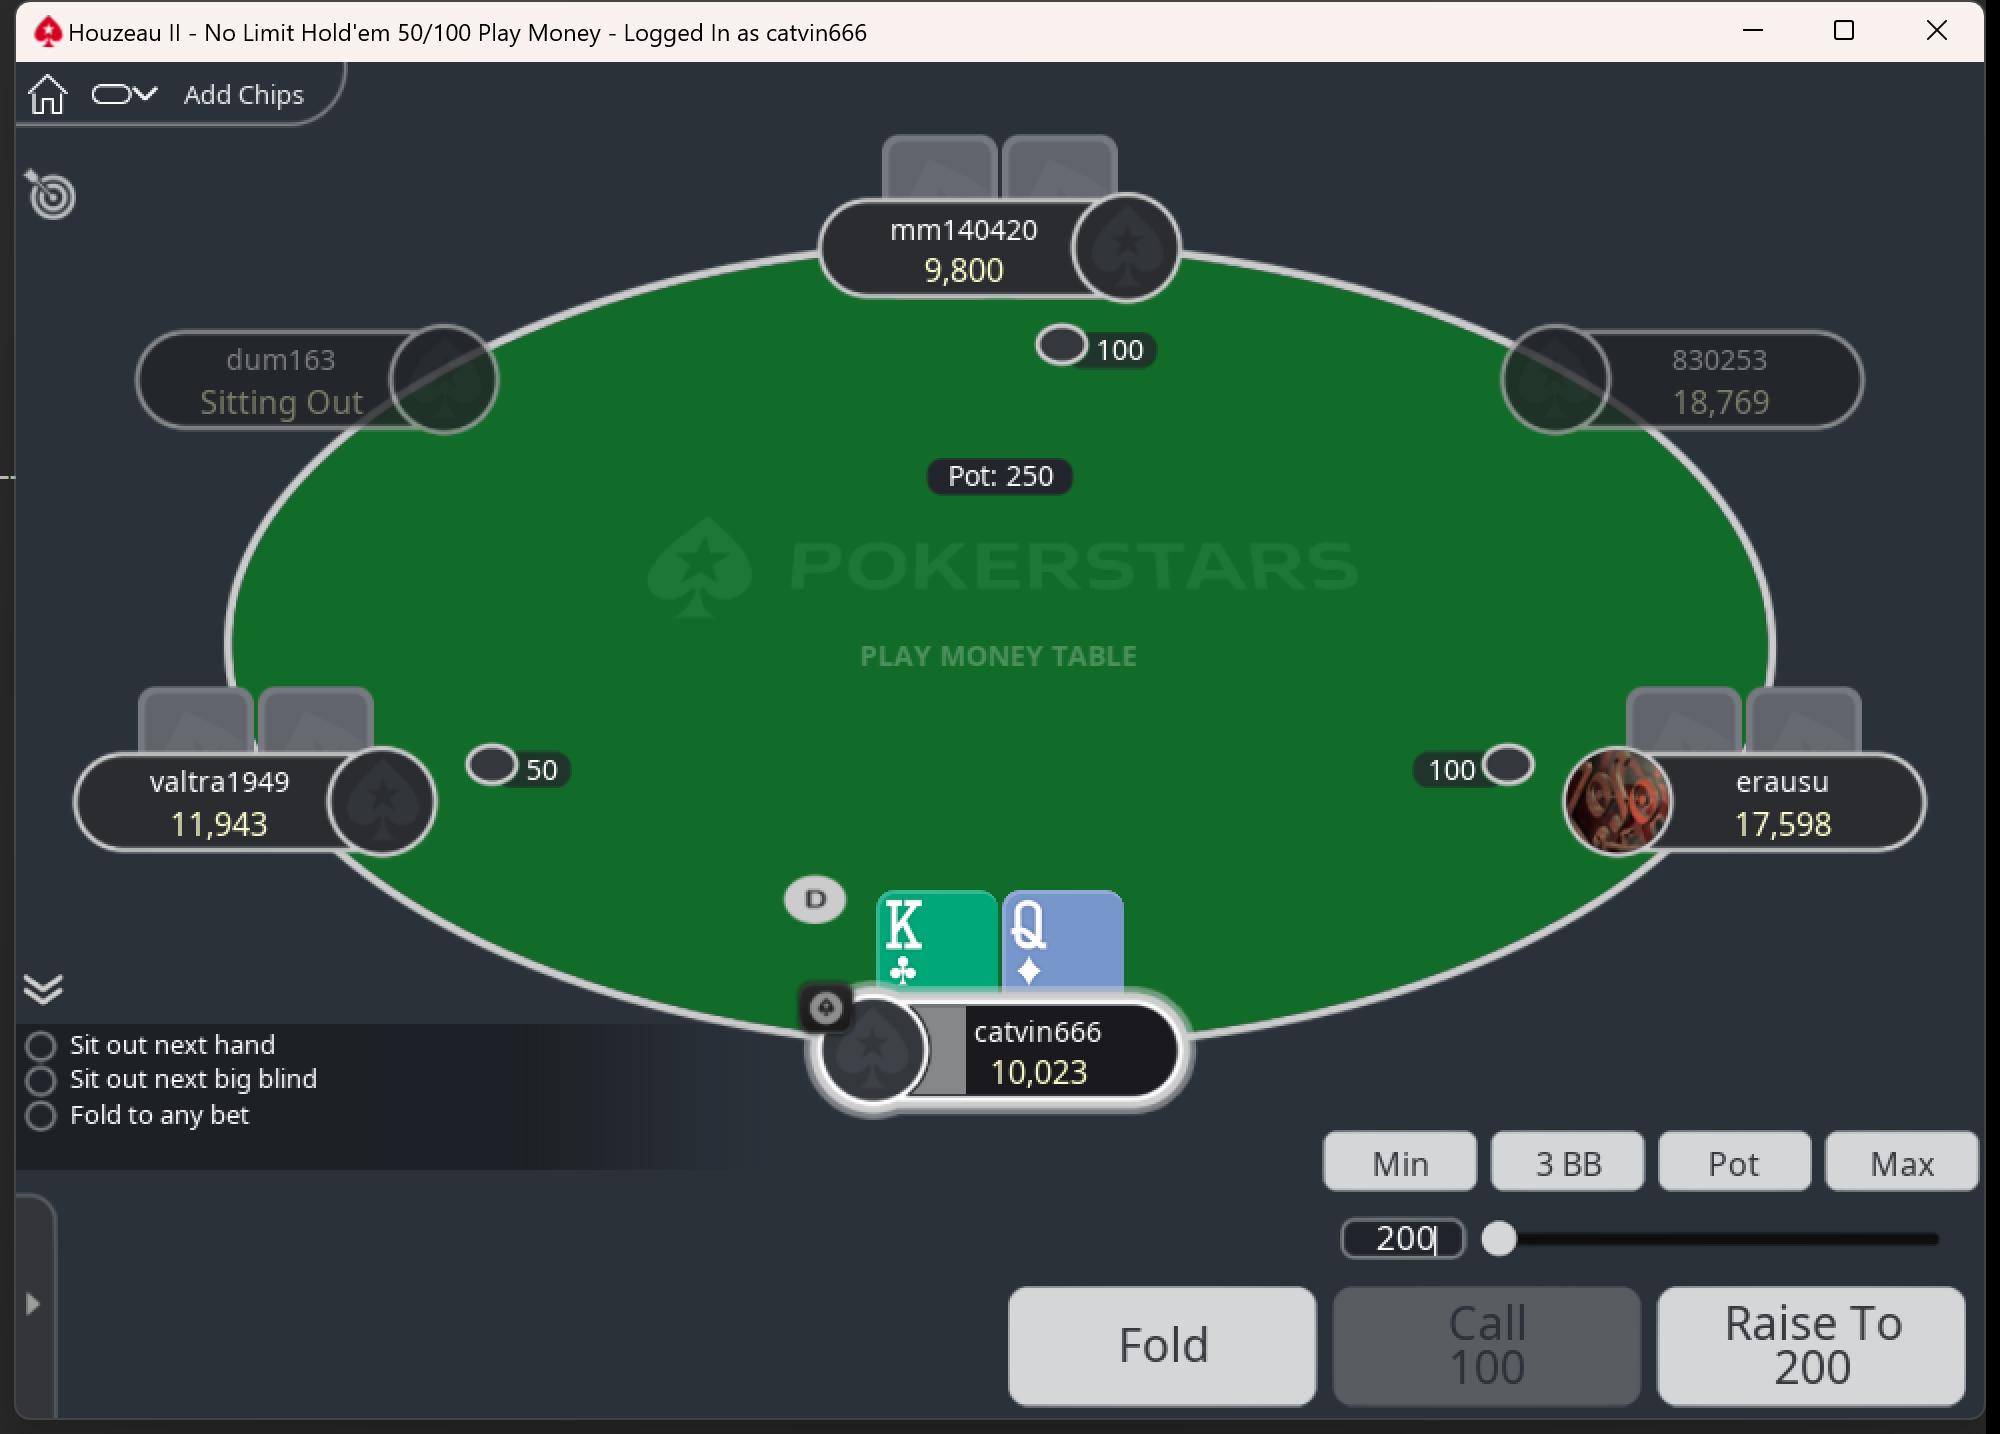 Houzeau II - No Limit Hold'em 50/100 Play Money - Logged In as catvin666
Add Chips
mm140420
9,800
100
dum163
Sitting Out
830253
18,769
Pot: 250
POKERSTARS
PLAY MONEY TABLE
valtra1949
11,943
50
100
erausu
17,598
D
K
Q
catvin666
10,023
Sit out next hand
Sit out next big blind
Fold to any bet
Min
3 BB
Pot
Max
200
Fold
Call
100
Raise To
200